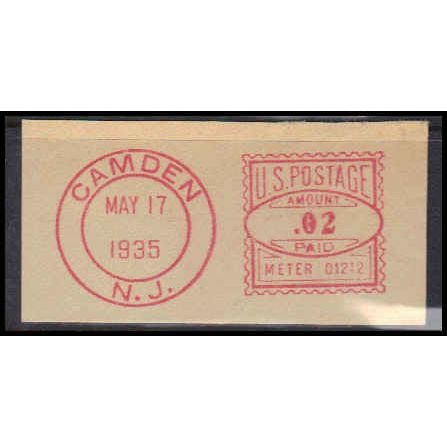 CAMDEN
MAY 17
1935
N.J.
U.S. POSTAGE
AMOUNT
.02
PAID
METER 01212